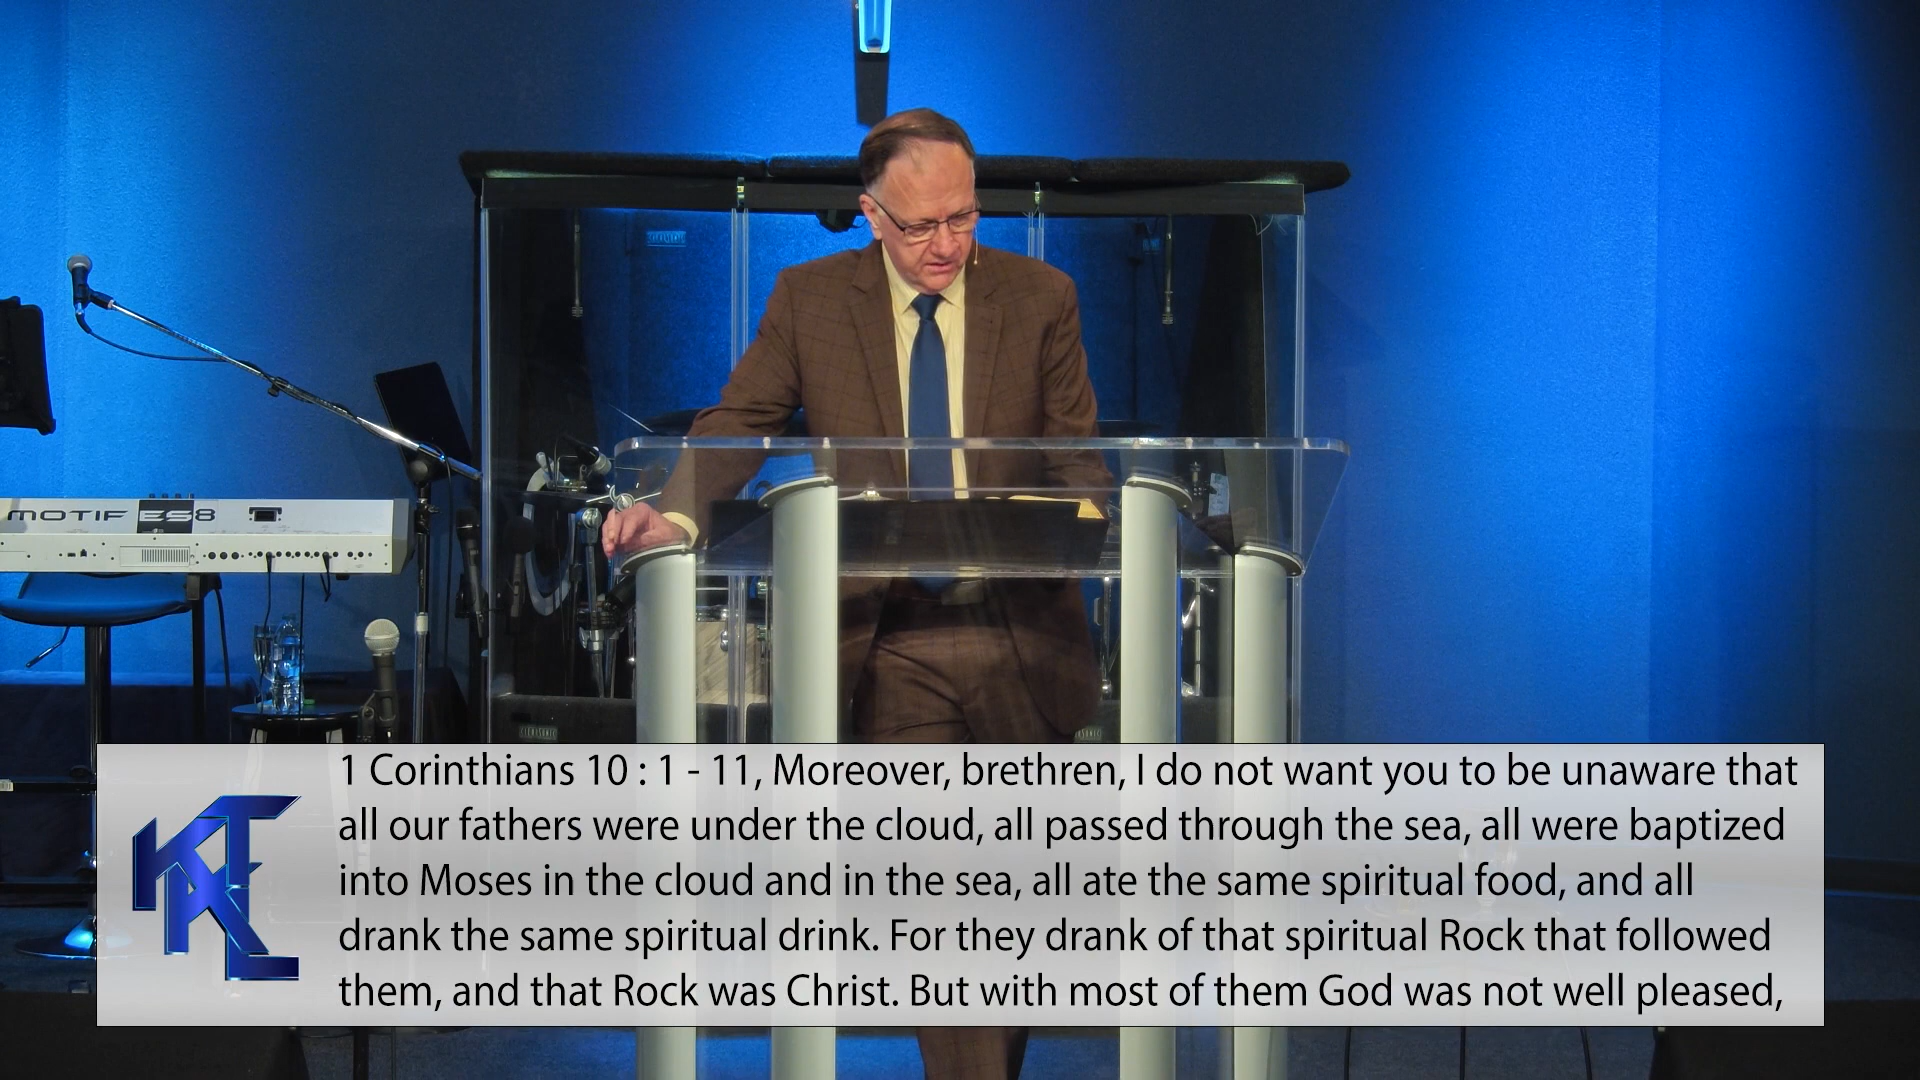 MOTIF ES8
1 Corinthians 10 : 1 - 11, Moreover, brethren, I do not want you to be unaware that
all our fathers were under the cloud, all passed through the sea, all were baptized
into Moses in the cloud and in the sea, all ate the same spiritual food, and all
drank the same spiritual drink. For they drank of that spiritual Rock that followed
them, and that Rock was Christ. But with most of them God was not well pleased,